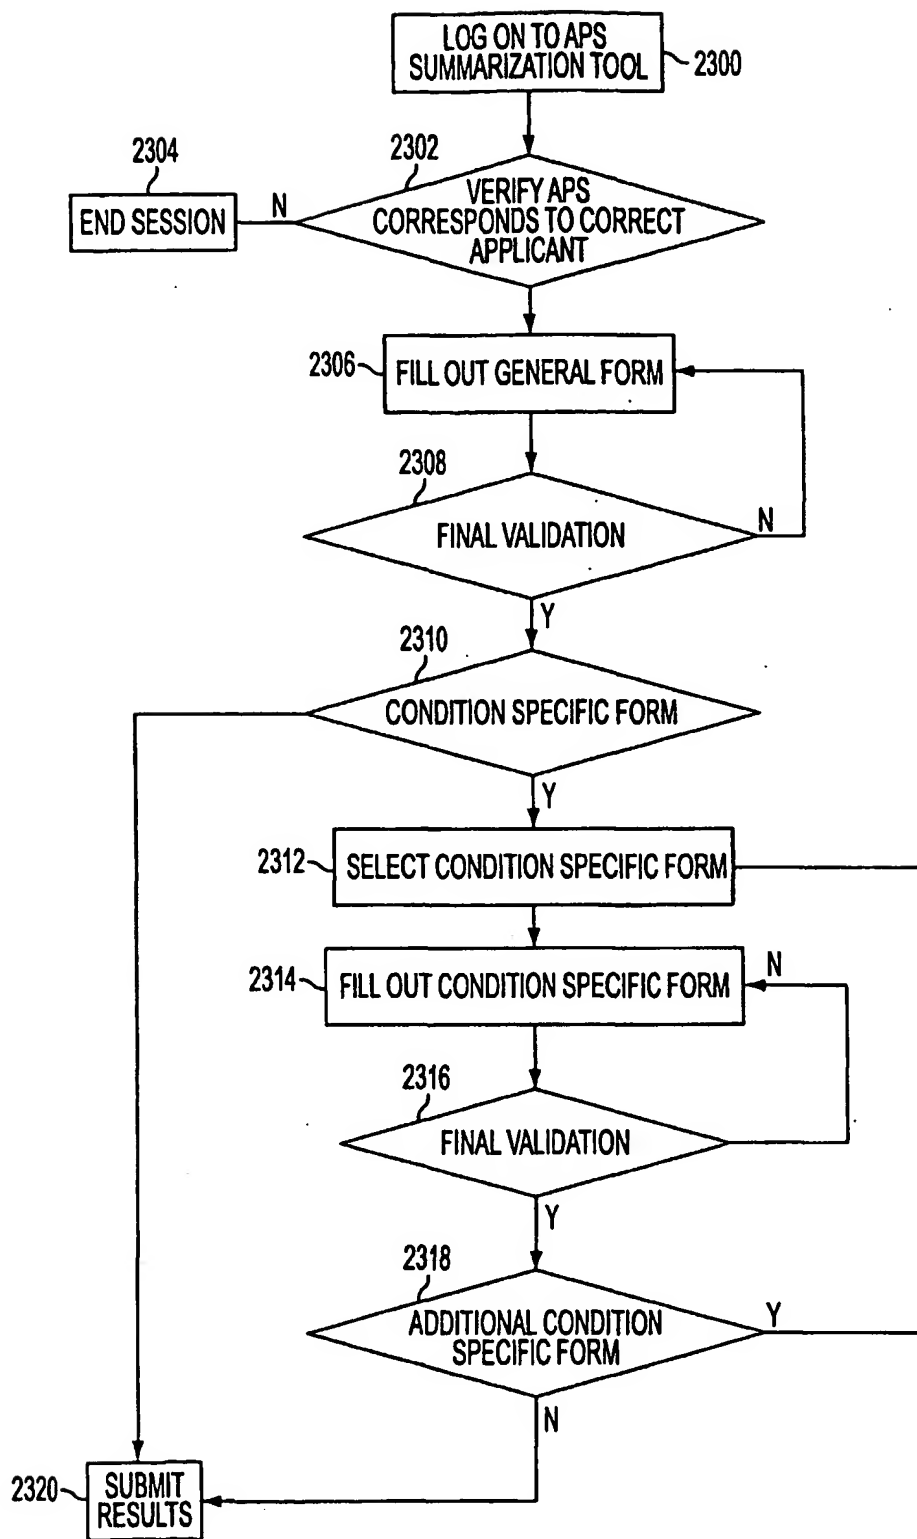 LOG ON TO APS
SUMMARIZATION TOOL
2300
2302
2304
VERIFY APS
CORRESPONDS TO CORRECT
APPLICANT
N
END SESSION
2306
FILL OUT GENERAL FORM
2308
FINAL VALIDATION
N
Y
2310
CONDITION SPECIFIC FORM
Y
2312
SELECT CONDITION SPECIFIC FORM
2314
FILL OUT CONDITION SPECIFIC FORM
N
2316
FINAL VALIDATION
Y
2318
ADDITIONAL CONDITION
SPECIFIC FORM
Y
N
2320
SUBMIT
RESULTS